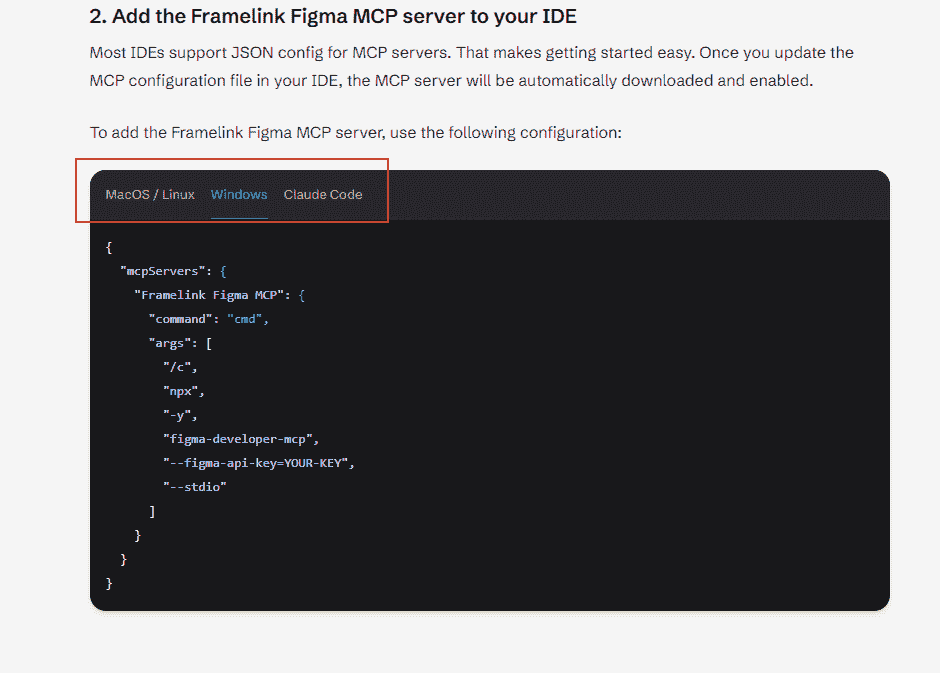 2. Add the Framelink Figma MCP server to your IDE
Most IDEs support JSON config for MCP servers. That makes getting started easy. Once you update the
MCP configuration file in your IDE, the MCP server will be automatically downloaded and enabled.
To add the Framelink Figma MCP server, use the following configuration:
MacOS / Linux Windows Claude Code
{
  "mcpServers": {
    "Framelink Figma MCP": {
      "command": "cmd",
      "args": [
        "/c",
        "npx",
        "-y",
        "figma-developer-mcp",
        "--figma-api-key=YOUR-KEY",
        "--stdio"
      ]
    }
  }
}